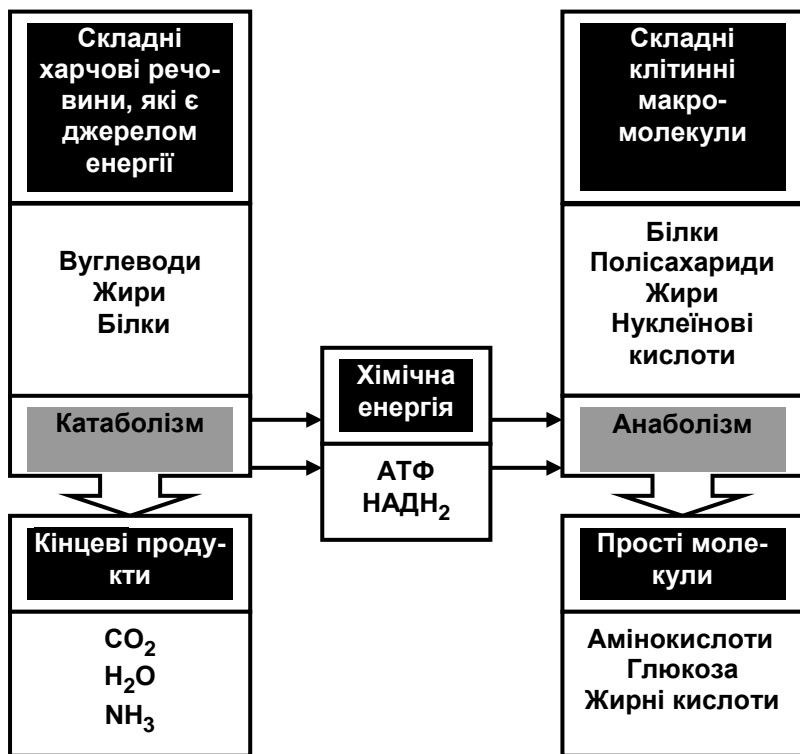 Складні
харчові речо-
вини, які є
джерелом
енергії
Вуглеводи
Жири
Білки
Катаболізм
Кінцеві проду-
кти
CO₂
H₂O
NH₃
Хімічна
енергія
АТФ
НАДН₂
Складні
клітинні
макро-
молекули
Білки
Полісахариди
Жири
Нуклеїнові
кислоти
Анаболізм
Прості моле-
кули
Амінокислоти
Глюкоза
Жирні кислоти